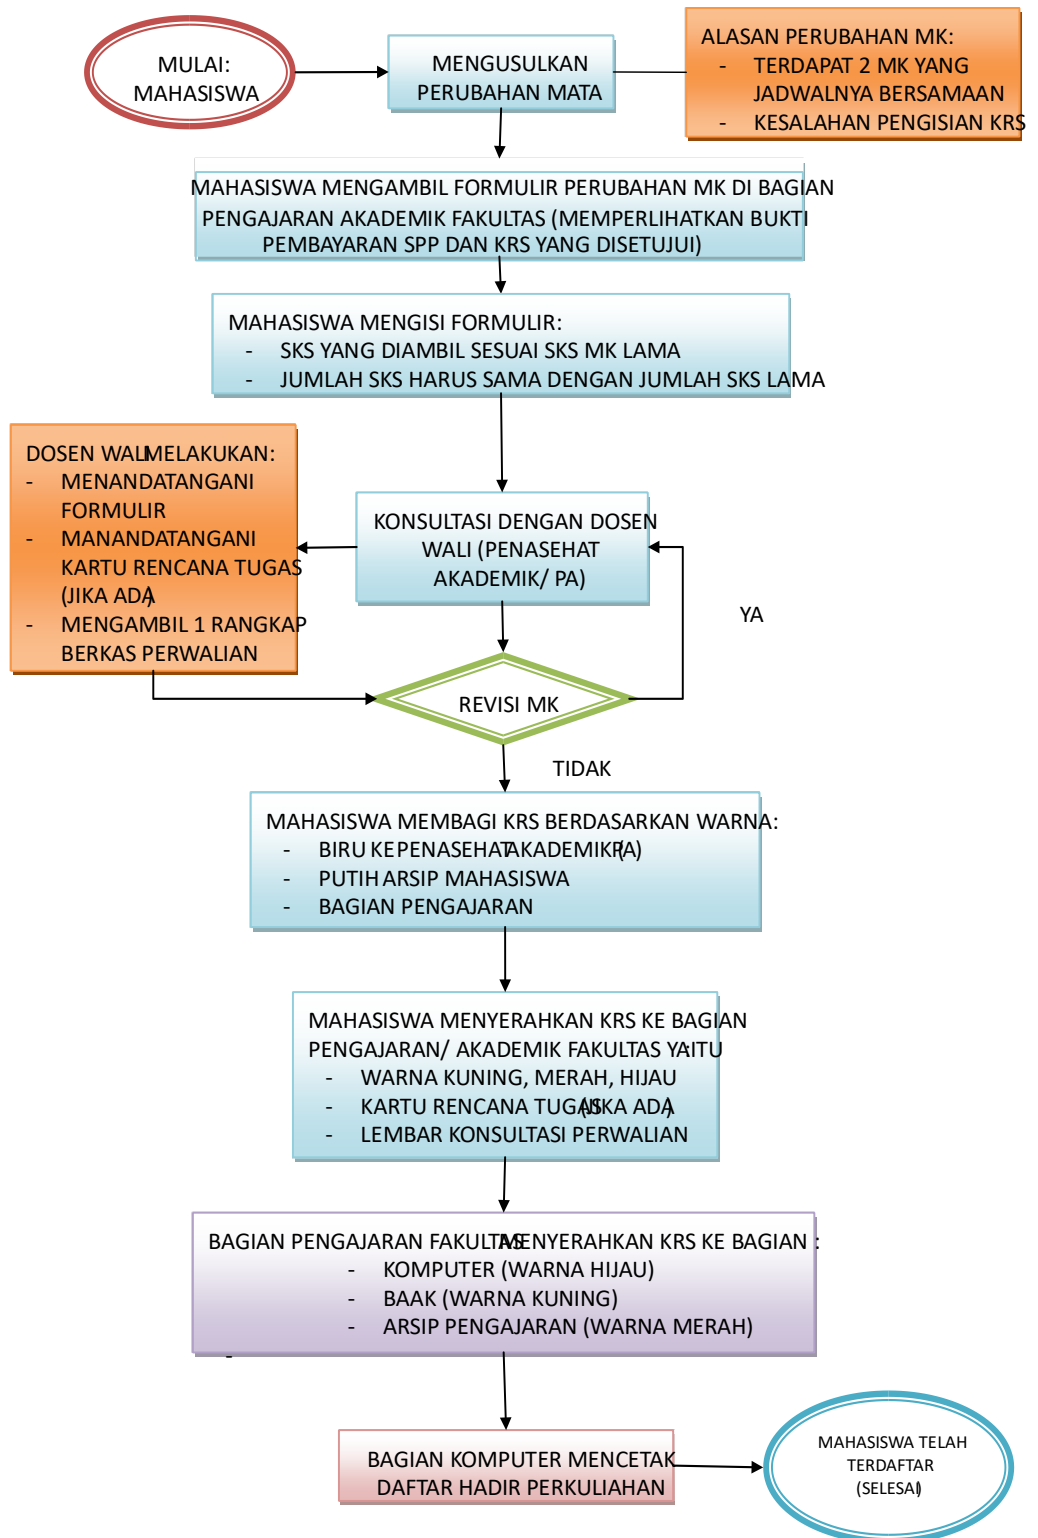 MULAI:
MAHASISWA
MENGUSULKAN
PERUBAHAN MATA
ALASAN PERUBAHAN MK:
- TERDAPAT 2 MK YANG
JADWALNYA BERSAMAAN
- KESALAHAN PENGISIAN KRS
MAHASISWA MENGAMBIL FORMULIR PERUBAHAN MK DI BAGIAN
PENGAJARAN AKADEMIK FAKULTAS (MEMPERLIHATKAN BUKTI
PEMBAYARAN SPP DAN KRS YANG DISETUJUI)
MAHASISWA MENGISI FORMULIR:
- SKS YANG DIAMBIL SESUAI SKS MK LAMA
- JUMLAH SKS HARUS SAMA DENGAN JUMLAH SKS LAMA
DOSEN WALI MELAKUKAN:
- MENANDATANGANI
FORMULIR
- MANANDATANGANI
KARTU RENCANA TUGAS
(JIKA ADA)
- MENGAMBIL 1 RANGKAP
BERKAS PERWALIAN
KONSULTASI DENGAN DOSEN
WALI (PENASEHAT
AKADEMIK/ PA)
YA
REVISI MK
TIDAK
MAHASISWA MEMBAGI KRS BERDASARKAN WARNA:
- BIRU KE PENASEHAT AKADEMIK (PA)
- PUTIH ARSIP MAHASISWA
- BAGIAN PENGAJARAN
MAHASISWA MENYERAHKAN KRS KE BAGIAN
PENGAJARAN/ AKADEMIK FAKULTAS YAITU:
- WARNA KUNING, MERAH, HIJAU
- KARTU RENCANA TUGAS (JIKA ADA)
- LEMBAR KONSULTASI PERWALIAN
BAGIAN PENGAJARAN FAKULTAS MENYERAHKAN KRS KE BAGIAN :
- KOMPUTER (WARNA HIJAU)
- BAAK (WARNA KUNING)
- ARSIP PENGAJARAN (WARNA MERAH)
-
BAGIAN KOMPUTER MENCETAK
DAFTAR HADIR PERKULIAHAN
MAHASISWA TELAH
TERDAFTAR
(SELESAI)